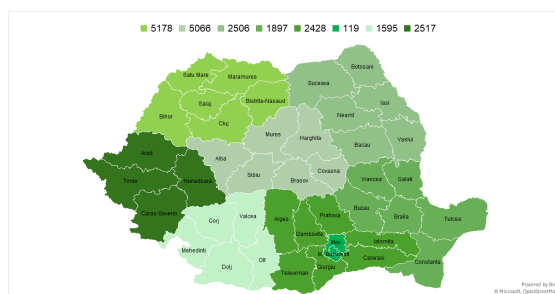 5178 5066 2506 1897 2428 119 1595 2517
Botosani
Satu Mare Maramures Suceava
Iasi
Salaj Bistrita-Nasaud
Bihor Cluj Neamt
Mures Harghita Vaslui
Bacau
Arad Alba
Covasna
Timis Hunedoara Sibiu Brasov Vrancea Galati
Caras-Severin Valcea Buzau
Gorj Arges Prahova Braila Tulcea
Dambovita
Mehedinti Ialomita
Olt Calarasi Constanta
Dolj Giurgiu
Teleorman
Powered by Bi
© Microsoft, OpenStreetMa